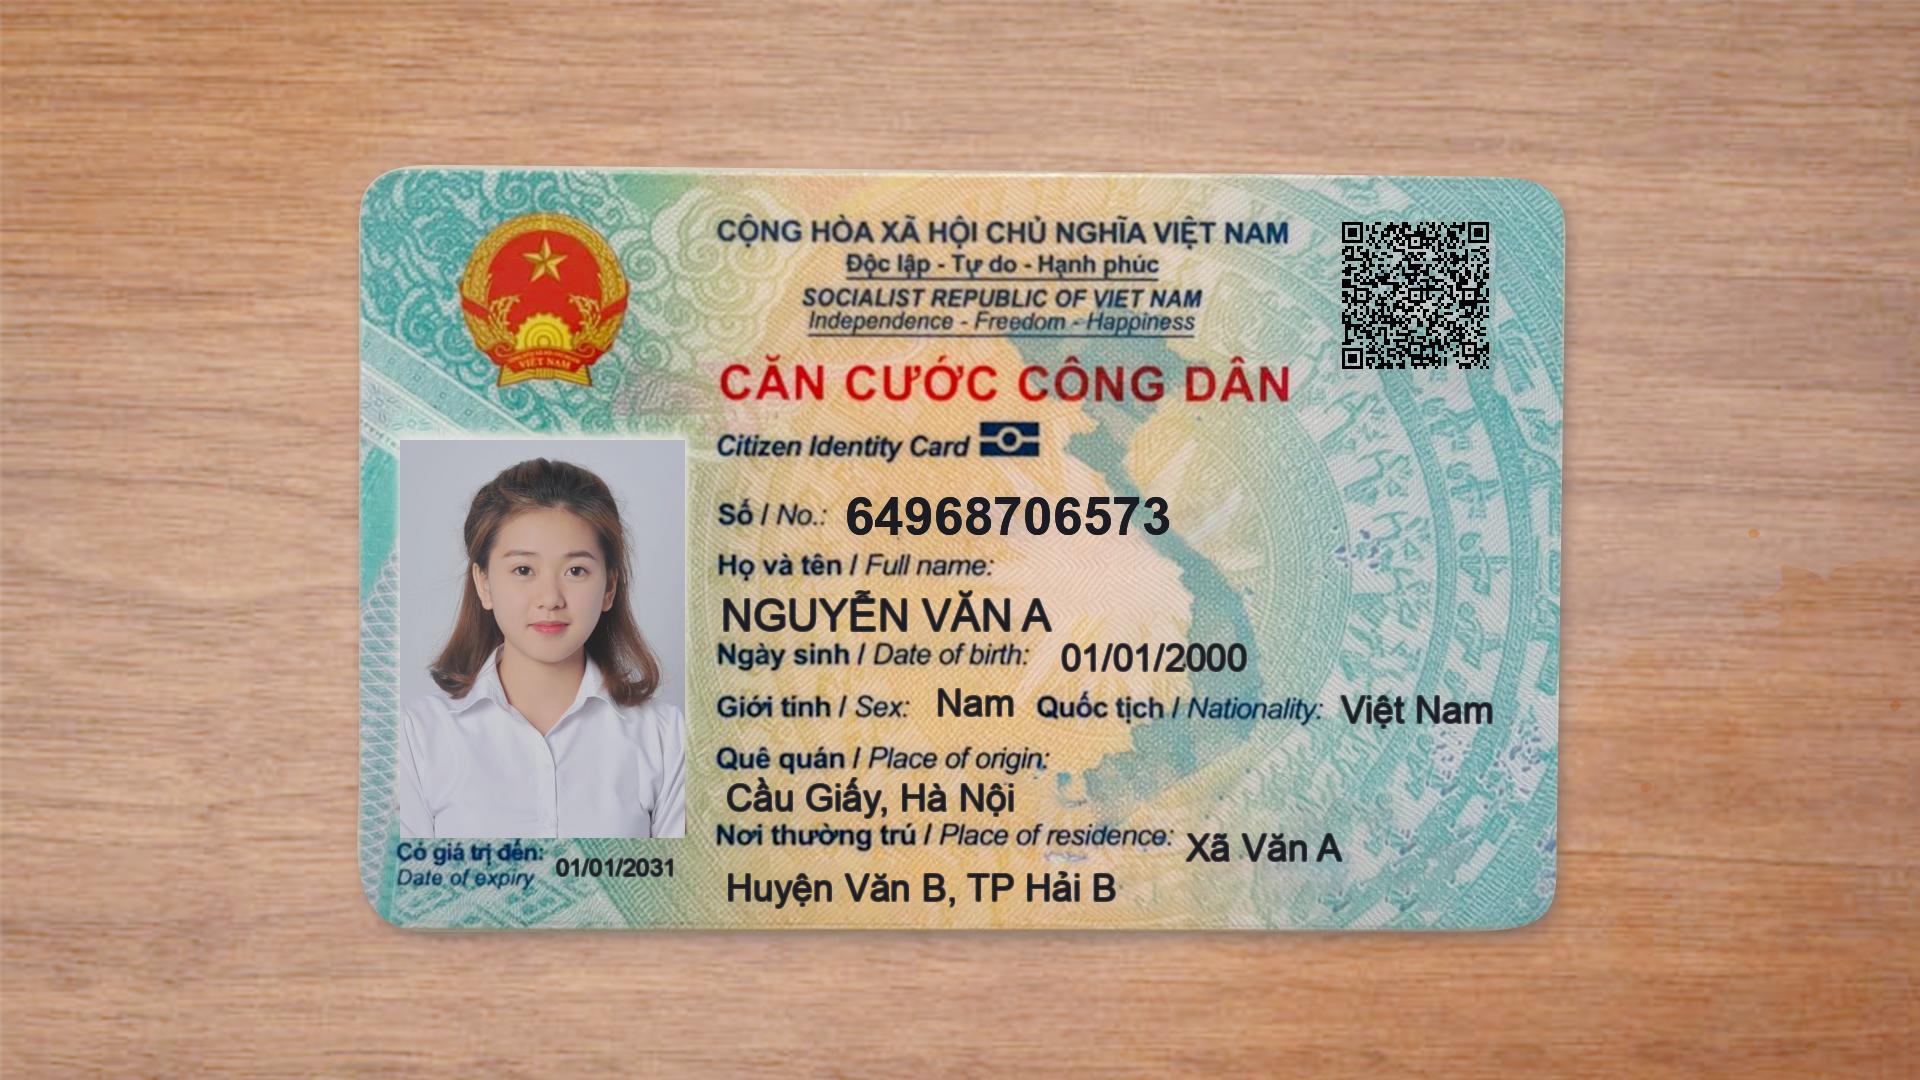 CỘNG HÒA XÃ HỘI CHỦ NGHĨA VIỆT NAM
Độc lập - Tự do - Hạnh phúc
SOCIALIST REPUBLIC OF VIET NAM
Independence - Freedom - Happiness
CĂN CƯỚC CÔNG DÂN
Citizen Identity Card
VIỆT NAM
Số / No.: 64968706573
Họ và tên / Full name:
NGUYỄN VĂN A
Ngày sinh / Date of birth: 01/01/2000
Giới tính / Sex: Nam Quốc tịch / Nationality: Việt Nam
Quê quán / Place of origin:
Cầu Giấy, Hà Nội
Nơi thường trú / Place of residence: Xã Văn A
Huyện Văn B, TP Hải B
Có giá trị đến: 01/01/2031
Date of expiry